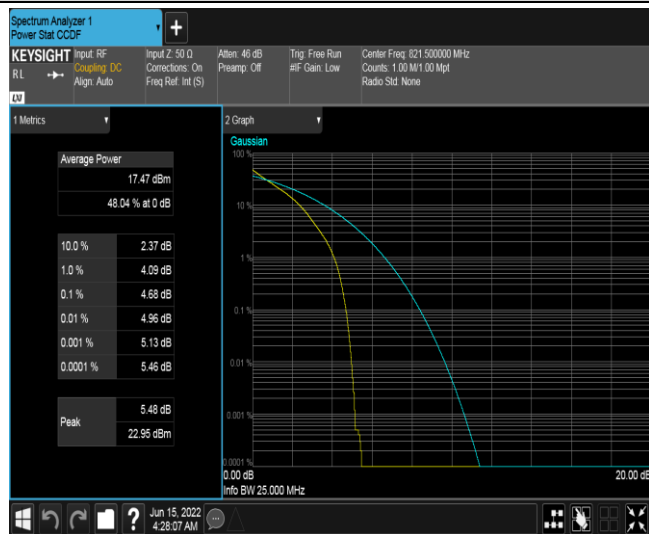 Spectrum Analyzer 1
Power Stat CCDF
+
KEYSIGHT
RL
LXI
Input: RF
Coupling: DC
Align: Auto
Input Z: 50 Ω
Corrections: On
Freq Ref: Int (S)
Atten: 46 dB
Preamp: Off
Trig: Free Run
#IF Gain: Low
Center Freq: 821.500000 MHz
Counts: 1.00 M/1.00 Mpt
Radio Std: None
1 Metrics
Average Power
17.47 dBm
48.04 % at 0 dB
10.0 % 2.37 dB
1.0 % 4.09 dB
0.1 % 4.68 dB
0.01 % 4.96 dB
0.001 % 5.13 dB
0.0001 % 5.46 dB
Peak
5.48 dB
22.95 dBm
2 Graph
Gaussian
100 %
10 %
1 %
0.1 %
0.01 %
0.001 %
0.0001 %
0.00 dB
20.00 dB
Info BW 25.000 MHz
?
Jun 15, 2022
4:28:07 AM